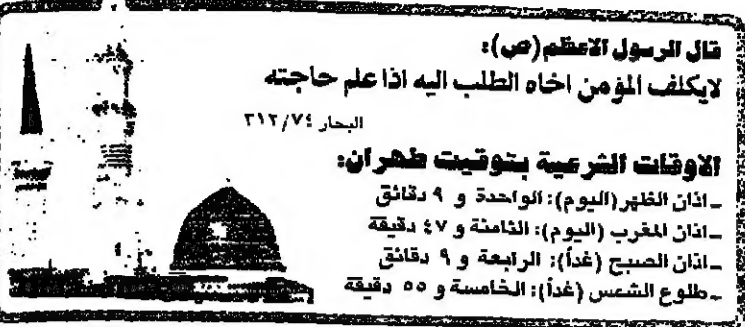 قال الرسول الاعظم (ص):
لايكلف المؤمن اخاه الطلب اليه اذا علم حاجته
البحار ٣١٢/٧٤
الاوقات الشرعية بتوقيت طهران:
ـ اذان الظهر (اليوم): الواحدة و ٩ دقائق
ـ اذان المغرب (اليوم): الثامنة و ٤٧ دقيقة
ـ اذان الصبح (غداً): الرابعة و ٩ دقائق
ـ طلوع الشمس (غداً): الخامسة و ٥٥ دقيقة